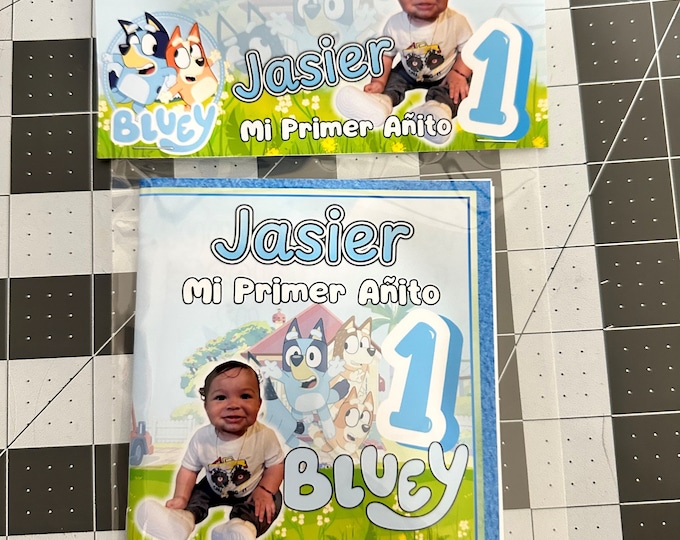 Jasier
1
BLUEY
Mi Primer Añito
Jasier
Mi Primer Añito
1
BLUEY